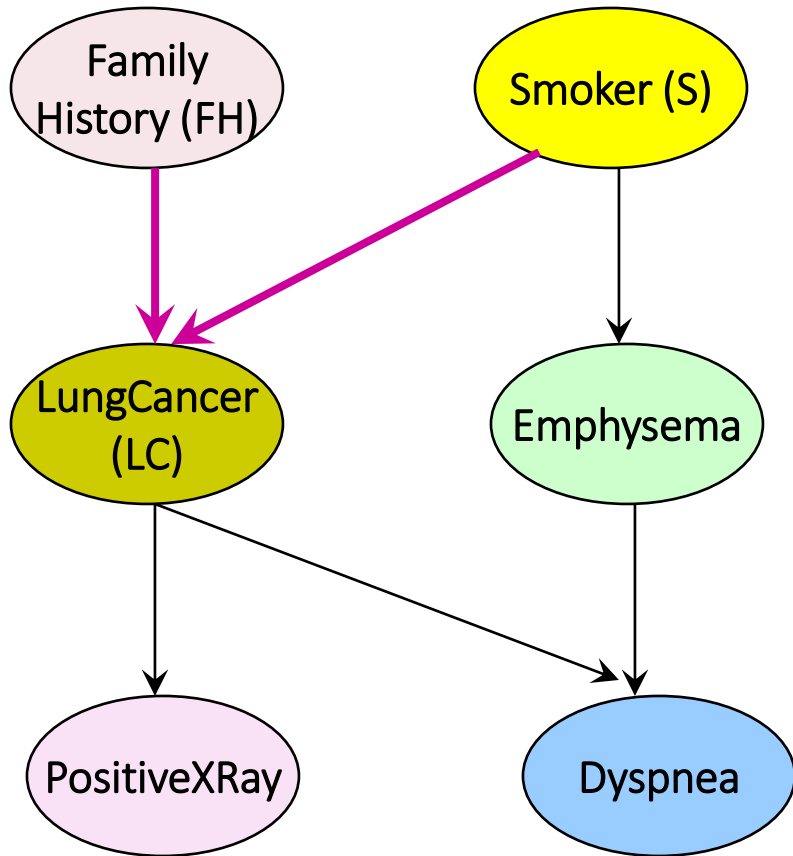 Family
History (FH)
Smoker (S)
LungCancer
(LC)
Emphysema
PositiveXRay
Dyspnea